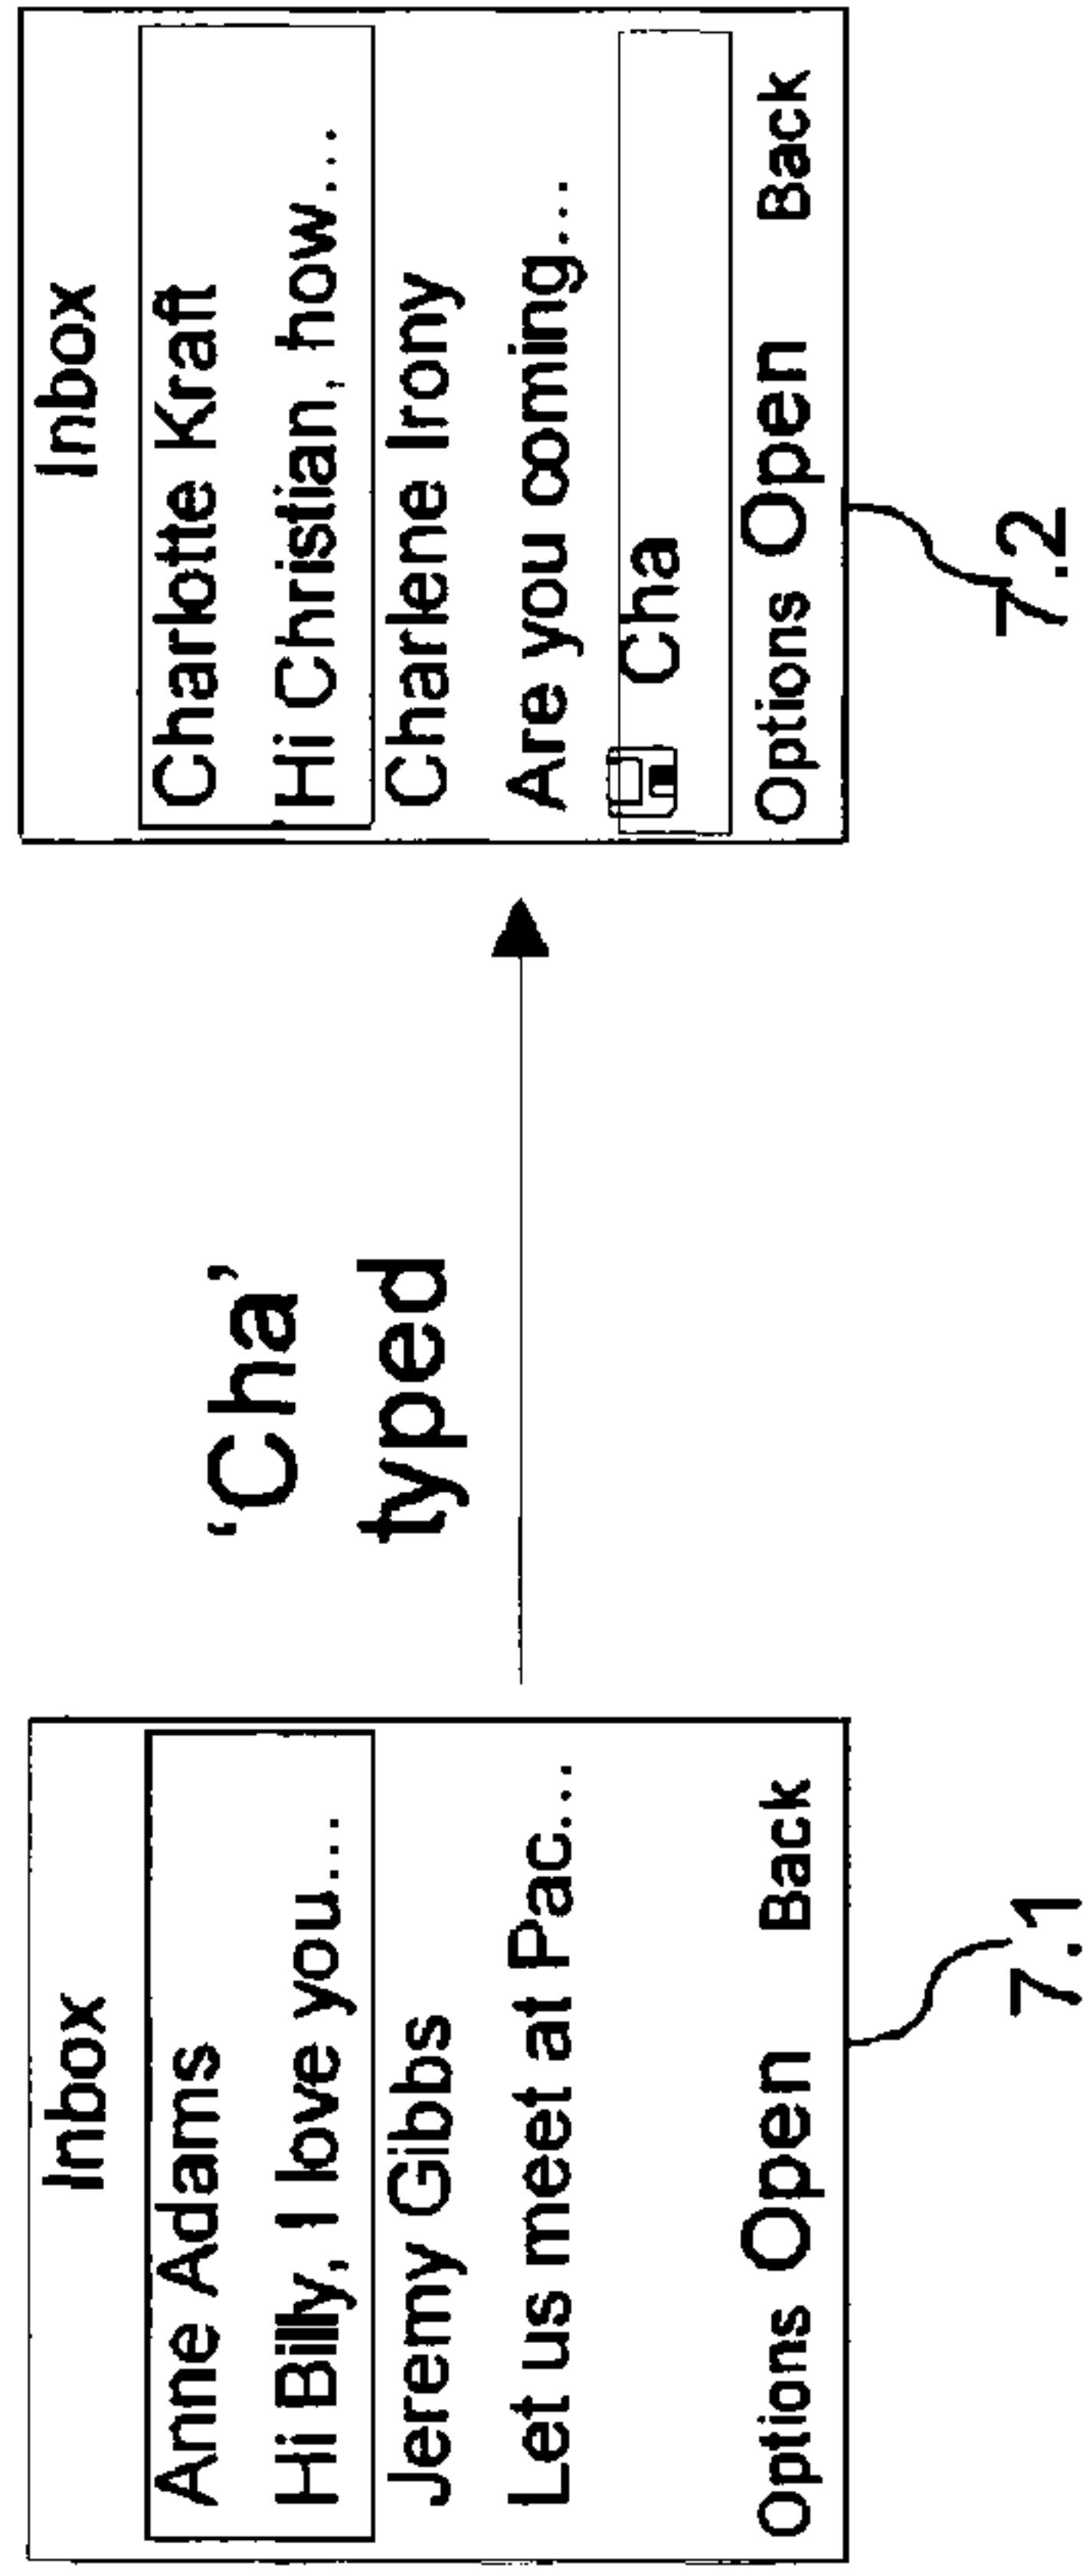 Inbox
Anne Adams
Hi Billy, I love you...
Jeremy Gibbs
Let us meet at Pac...
Options Open Back
7.1
‘Cha’
typed
Inbox
Charlotte Kraft
Hi Christian, how...
Charlene Irony
Are you coming...
Cha
Options Open Back
7.2